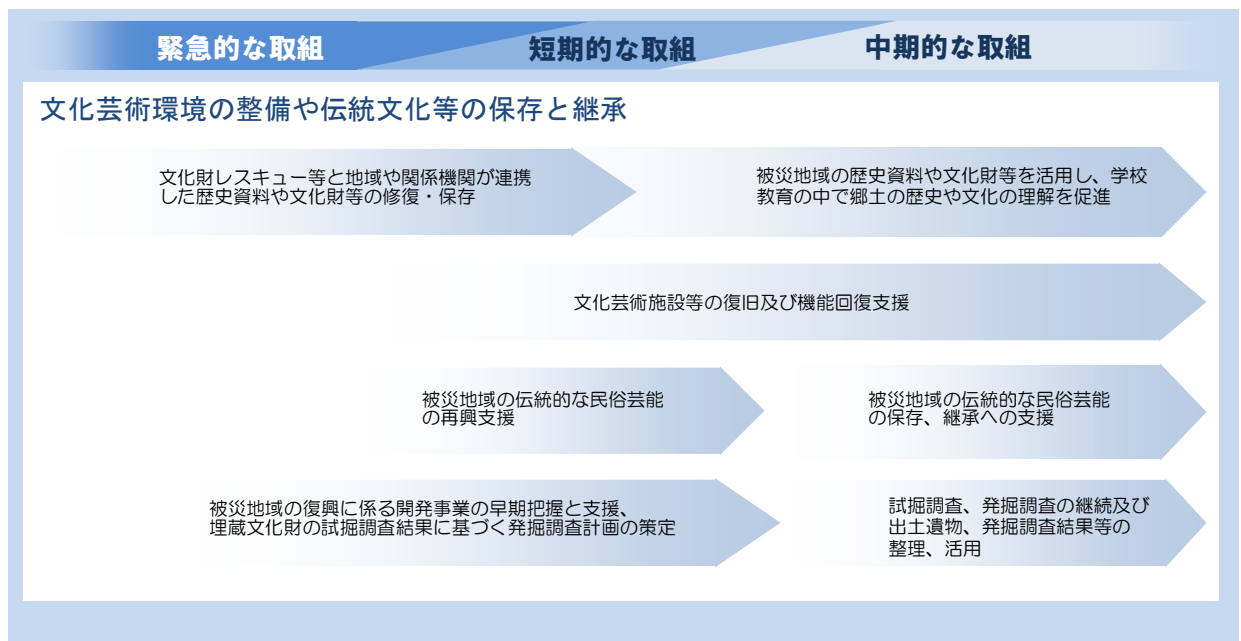 緊急的な取組
短期的な取組
中期的な取組
文化芸術環境の整備や伝統文化等の保存と継承
文化財レスキュー等と地域や関係機関が連携
した歴史資料や文化財等の修復・保存
被災地域の歴史資料や文化財等を活用し、学校
教育の中で郷土の歴史や文化の理解を促進
文化芸術施設等の復旧及び機能回復支援
被災地域の伝統的な民俗芸能
の再興支援
被災地域の伝統的な民俗芸能
の保存、継承への支援
被災地域の復興に係る開発事業の早期把握と支援、
埋蔵文化財の試掘調査結果に基づく発掘調査計画の策定
試掘調査、発掘調査の継続及び
出土遺物、発掘調査結果等の
整理、活用